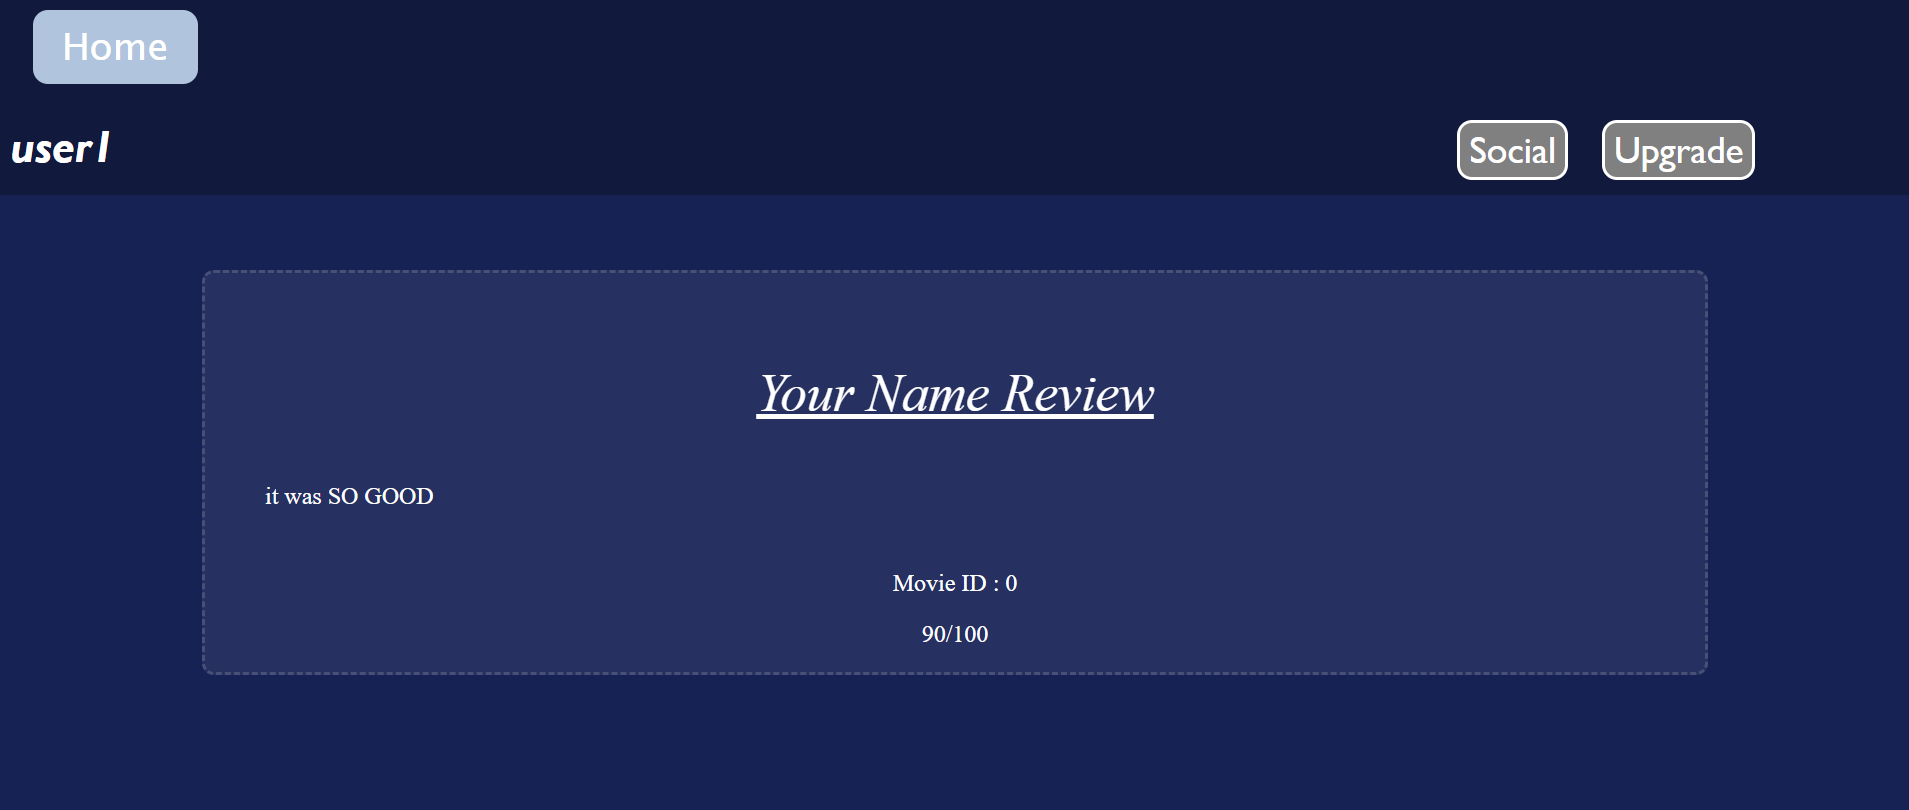 Home
user1
Social
Upgrade
Your Name Review
it was SO GOOD
Movie ID : 0
90/100